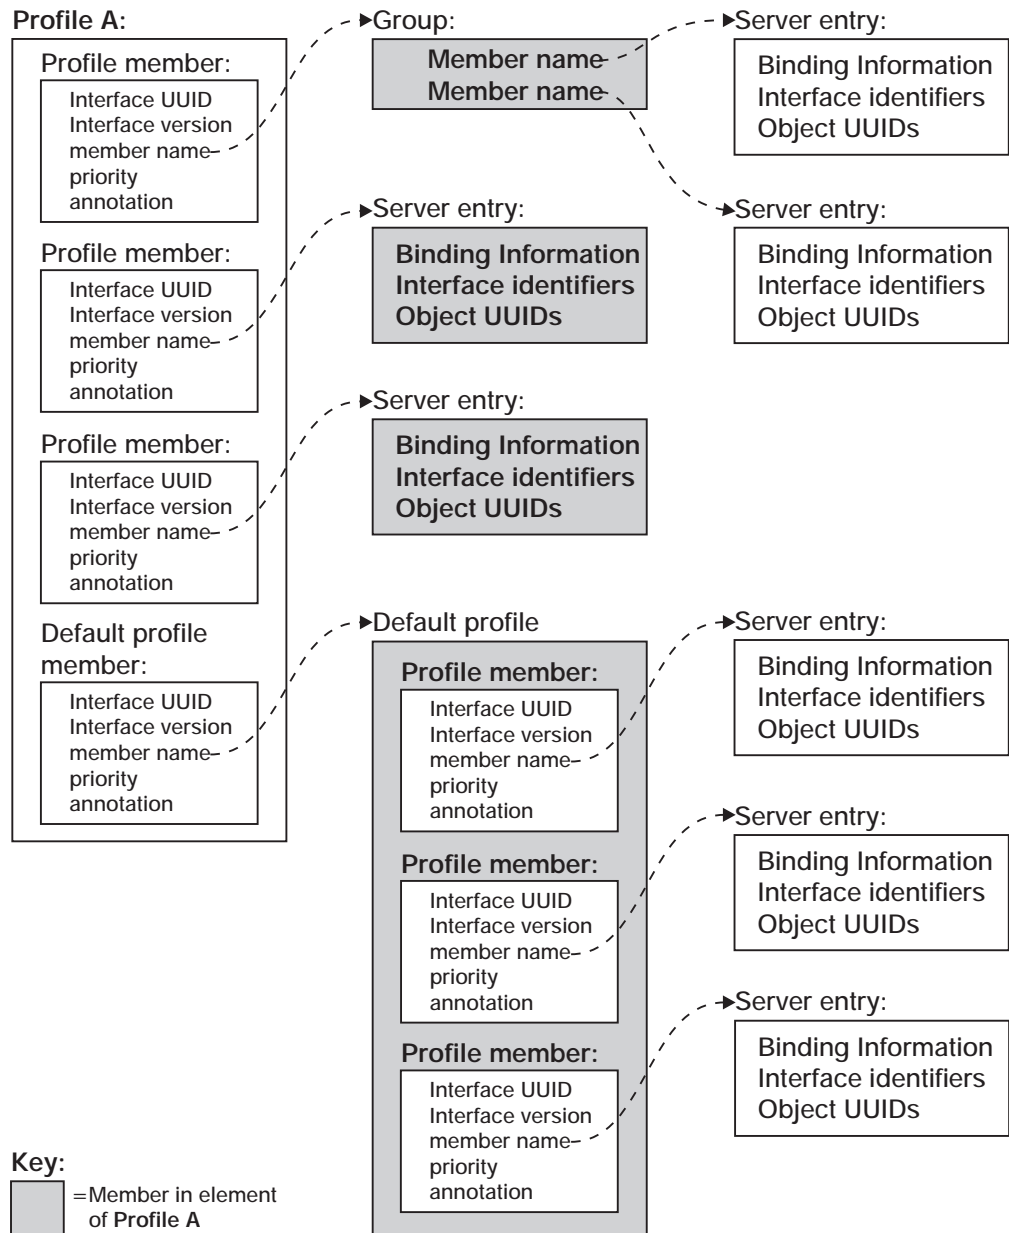 Profile A:
Profile member:
Interface UUID
Interface version
member name
priority
annotation
Profile member:
Interface UUID
Interface version
member name
priority
annotation
Profile member:
Interface UUID
Interface version
member name
priority
annotation
Default profile
member:
Interface UUID
Interface version
member name
priority
annotation
Group:
Member name
Member name
Server entry:
Binding Information
Interface identifiers
Object UUIDs
Server entry:
Binding Information
Interface identifiers
Object UUIDs
Default profile
Profile member:
Interface UUID
Interface version
member name
priority
annotation
Profile member:
Interface UUID
Interface version
member name
priority
annotation
Profile member:
Interface UUID
Interface version
member name
priority
annotation
Server entry:
Binding Information
Interface identifiers
Object UUIDs
Server entry:
Binding Information
Interface identifiers
Object UUIDs
Server entry:
Binding Information
Interface identifiers
Object UUIDs
Server entry:
Binding Information
Interface identifiers
Object UUIDs
Server entry:
Binding Information
Interface identifiers
Object UUIDs
Key:
=Member in element
of Profile A